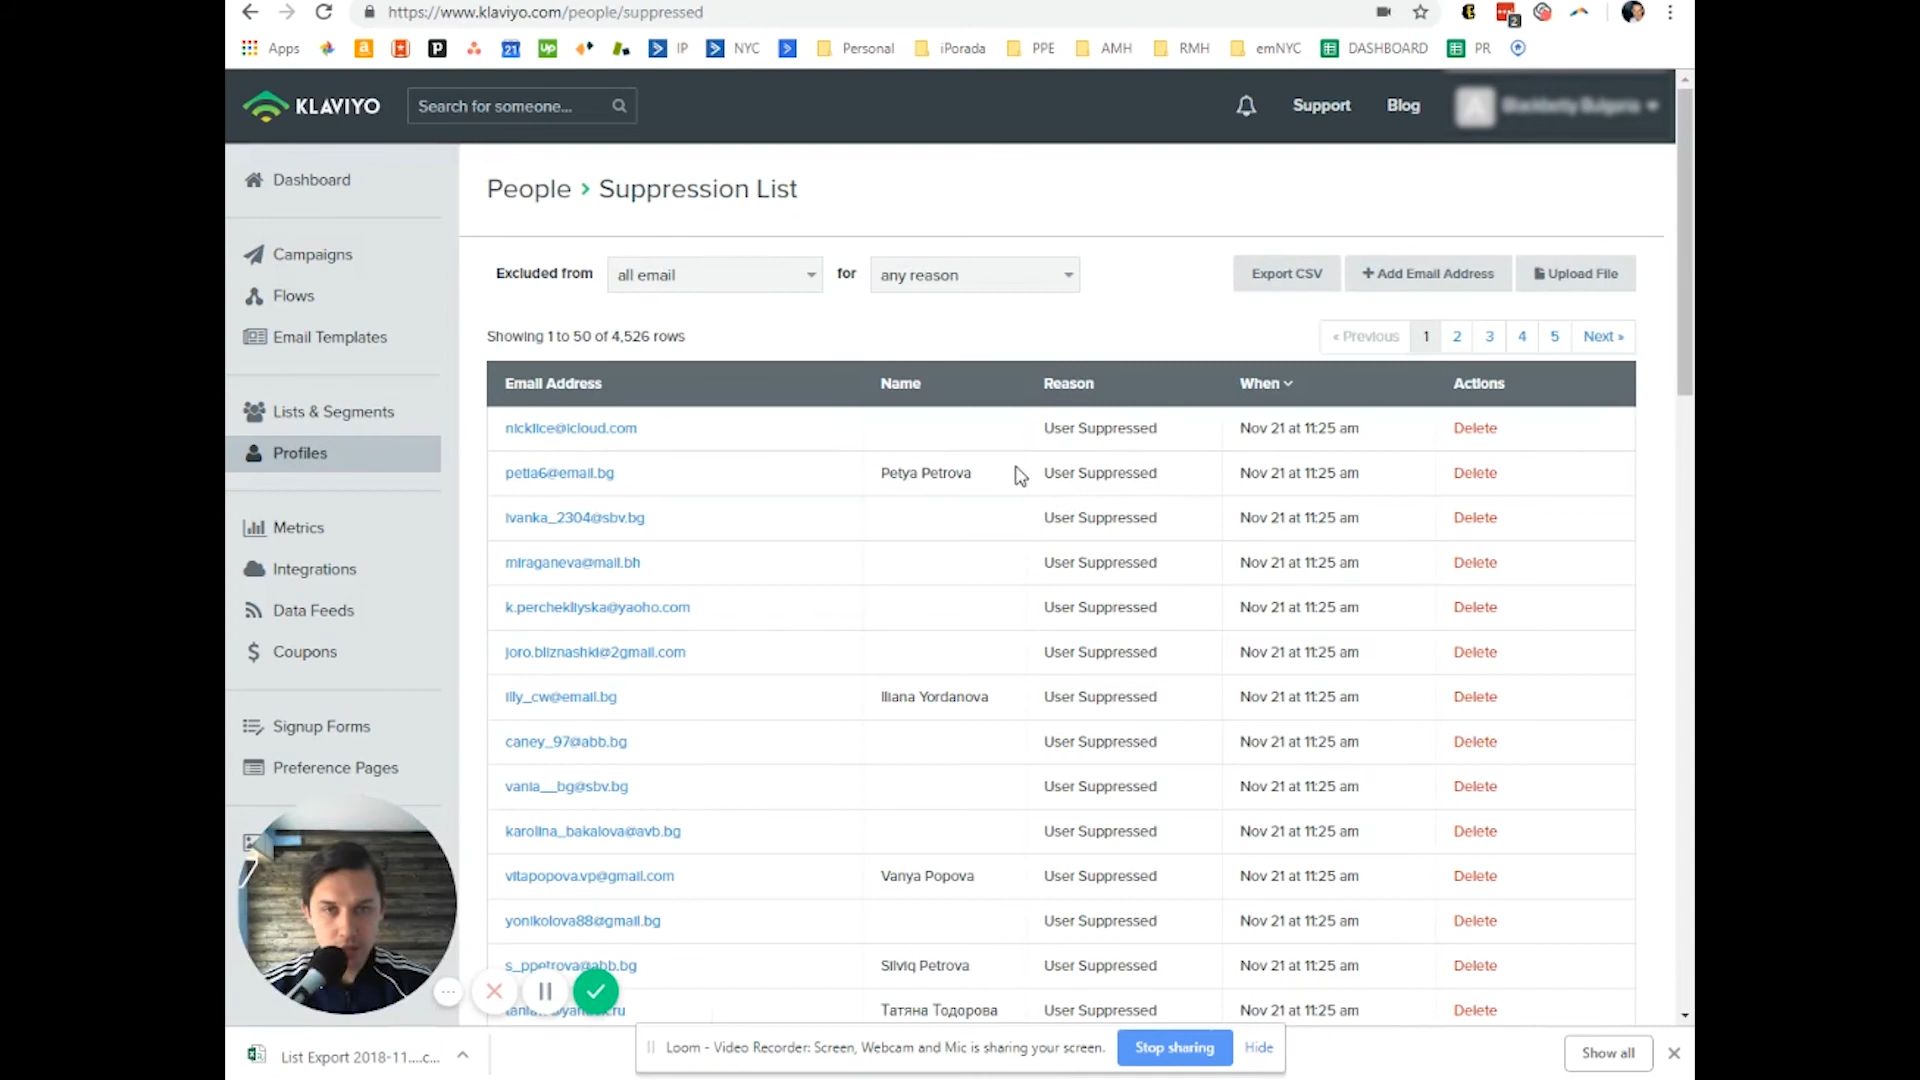 https://www.klaviyo.com/people/suppressed
2
Apps
21
up
IP
NYC
Personal
iPorada
PPE
AMH
RMH
emNYC
DASHBOARD
PR
KLAVIYO
Search for someone...
Support
Blog
Dashboard
Campaigns
Flows
Email Templates
Lists & Segments
Profiles
Metrics
Integrations
Data Feeds
Coupons
Signup Forms
Preference Pages
People > Suppression List
Excluded from all email for any reason
Export CSV
+ Add Email Address
Upload File
Showing 1 to 50 of 4,526 rows
« Previous 1 2 3 4 5 Next »
Email Address Name Reason When Actions
nicklice@icloud.com User Suppressed Nov 21 at 11:25 am Delete
petia6@email.bg Petya Petrova User Suppressed Nov 21 at 11:25 am Delete
ivanka_2304@sbv.bg User Suppressed Nov 21 at 11:25 am Delete
miraganeva@mail.bh User Suppressed Nov 21 at 11:25 am Delete
k.perchekliyska@yaoho.com User Suppressed Nov 21 at 11:25 am Delete
joro.bliznashki@2gmail.com User Suppressed Nov 21 at 11:25 am Delete
illy_cw@email.bg Iliana Yordanova User Suppressed Nov 21 at 11:25 am Delete
caney_97@abb.bg User Suppressed Nov 21 at 11:25 am Delete
vania__bg@sbv.bg User Suppressed Nov 21 at 11:25 am Delete
karolina_bakalova@avb.bg User Suppressed Nov 21 at 11:25 am Delete
vitapopova.vp@gmail.com Vanya Popova User Suppressed Nov 21 at 11:25 am Delete
yonikolova88@gmail.bg User Suppressed Nov 21 at 11:25 am Delete
s_ppetrova@abb.bg Silviq Petrova User Suppressed Nov 21 at 11:25 am Delete
Татяна Тодорова User Suppressed Nov 21 at 11:25 am Delete
List Export 2018-11....c...
Loom - Video Recorder: Screen, Webcam and Mic is sharing your screen.
Stop sharing
Hide
Show all